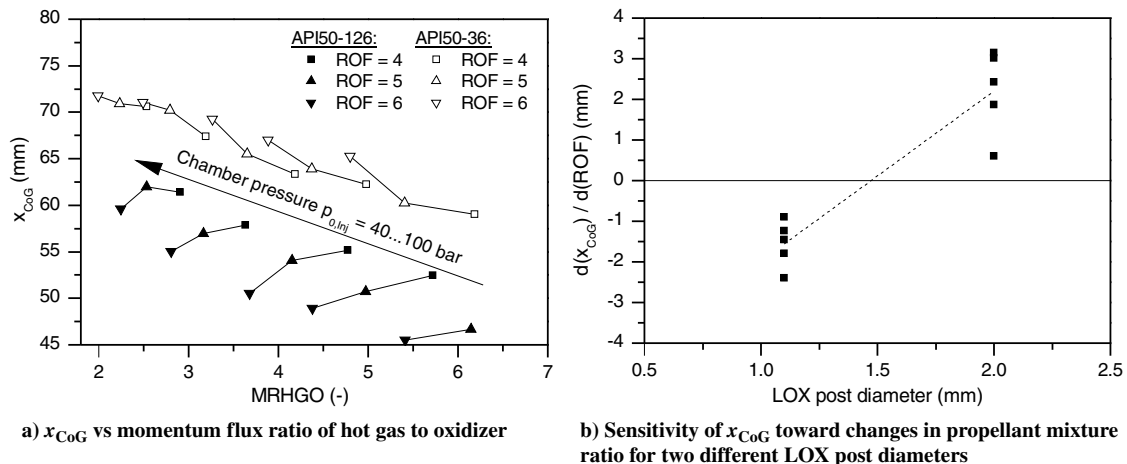 80
75
70
65
60
55
50
45
x_CoG (mm)
API50-126:
ROF = 4
ROF = 5
ROF = 6
API50-36:
ROF = 4
ROF = 5
ROF = 6
Chamber pressure p_0,Inj = 40...100 bar
2 3 4 5 6 7
MRHGO (-)
a) x_CoG vs momentum flux ratio of hot gas to oxidizer
4
3
2
1
0
-1
-2
-3
-4
d(x_CoG) / d(ROF) (mm)
0.5 1.0 1.5 2.0 2.5
LOX post diameter (mm)
b) Sensitivity of x_CoG toward changes in propellant mixture
ratio for two different LOX post diameters